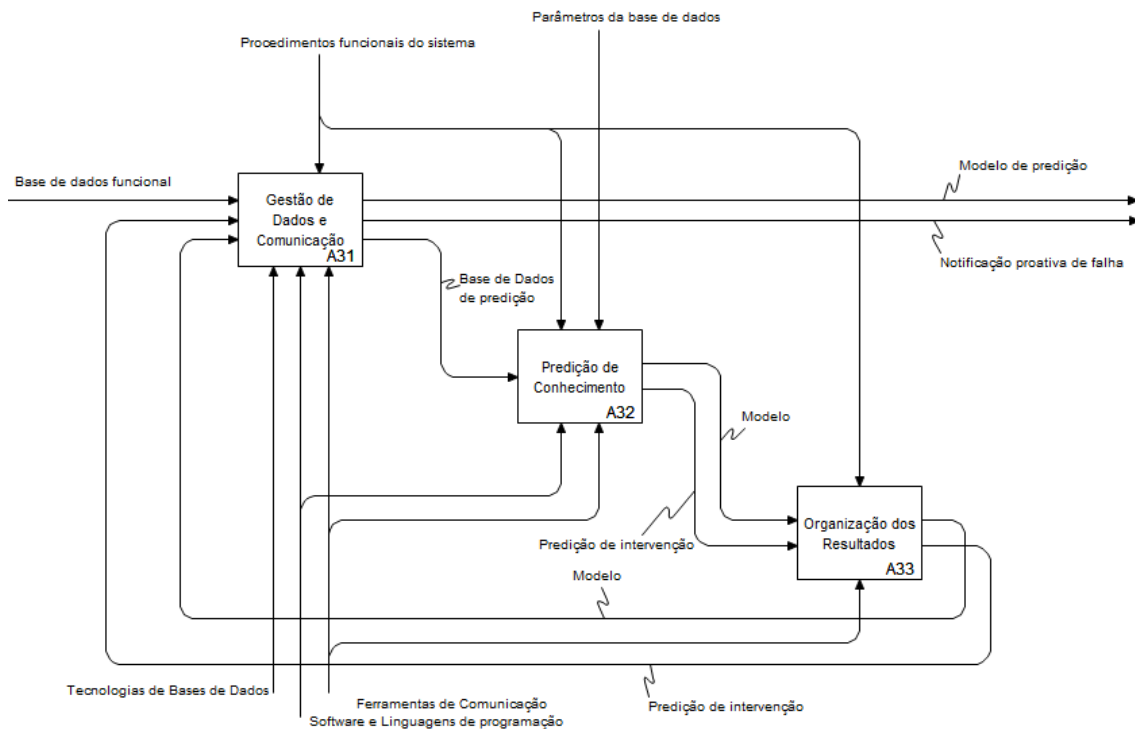 Parâmetros da base de dados
Procedimentos funcionais do sistema
Base de dados funcional
Gestão de
Dados e
Comunicação
A31
Modelo de predição
Notificação proativa de falha
Base de Dados
de predição
Predição de
Conhecimento
A32
Modelo
Predição de intervenção
Organização dos
Resultados
A33
Modelo
Tecnologias de Bases de Dados
Ferramentas de Comunicação
Software e Linguagens de programação
Predição de intervenção